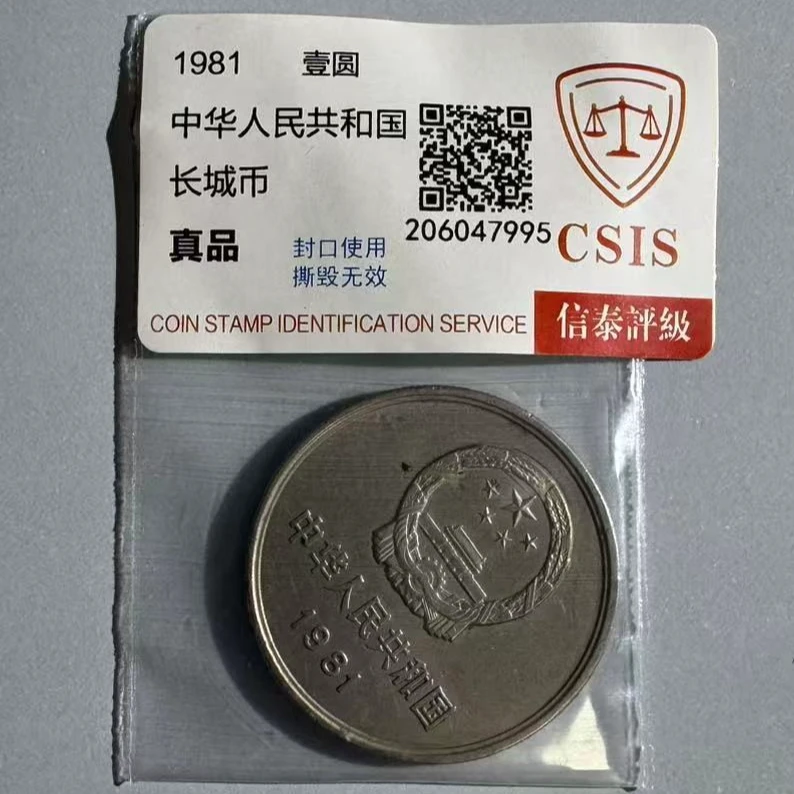 1981 壹圆
中华人民共和国
长城币
真品
封口使用
撕毁无效
206047995
CSIS
COIN STAMP IDENTIFICATION SERVICE
信泰評級
中华人民共和国
1981